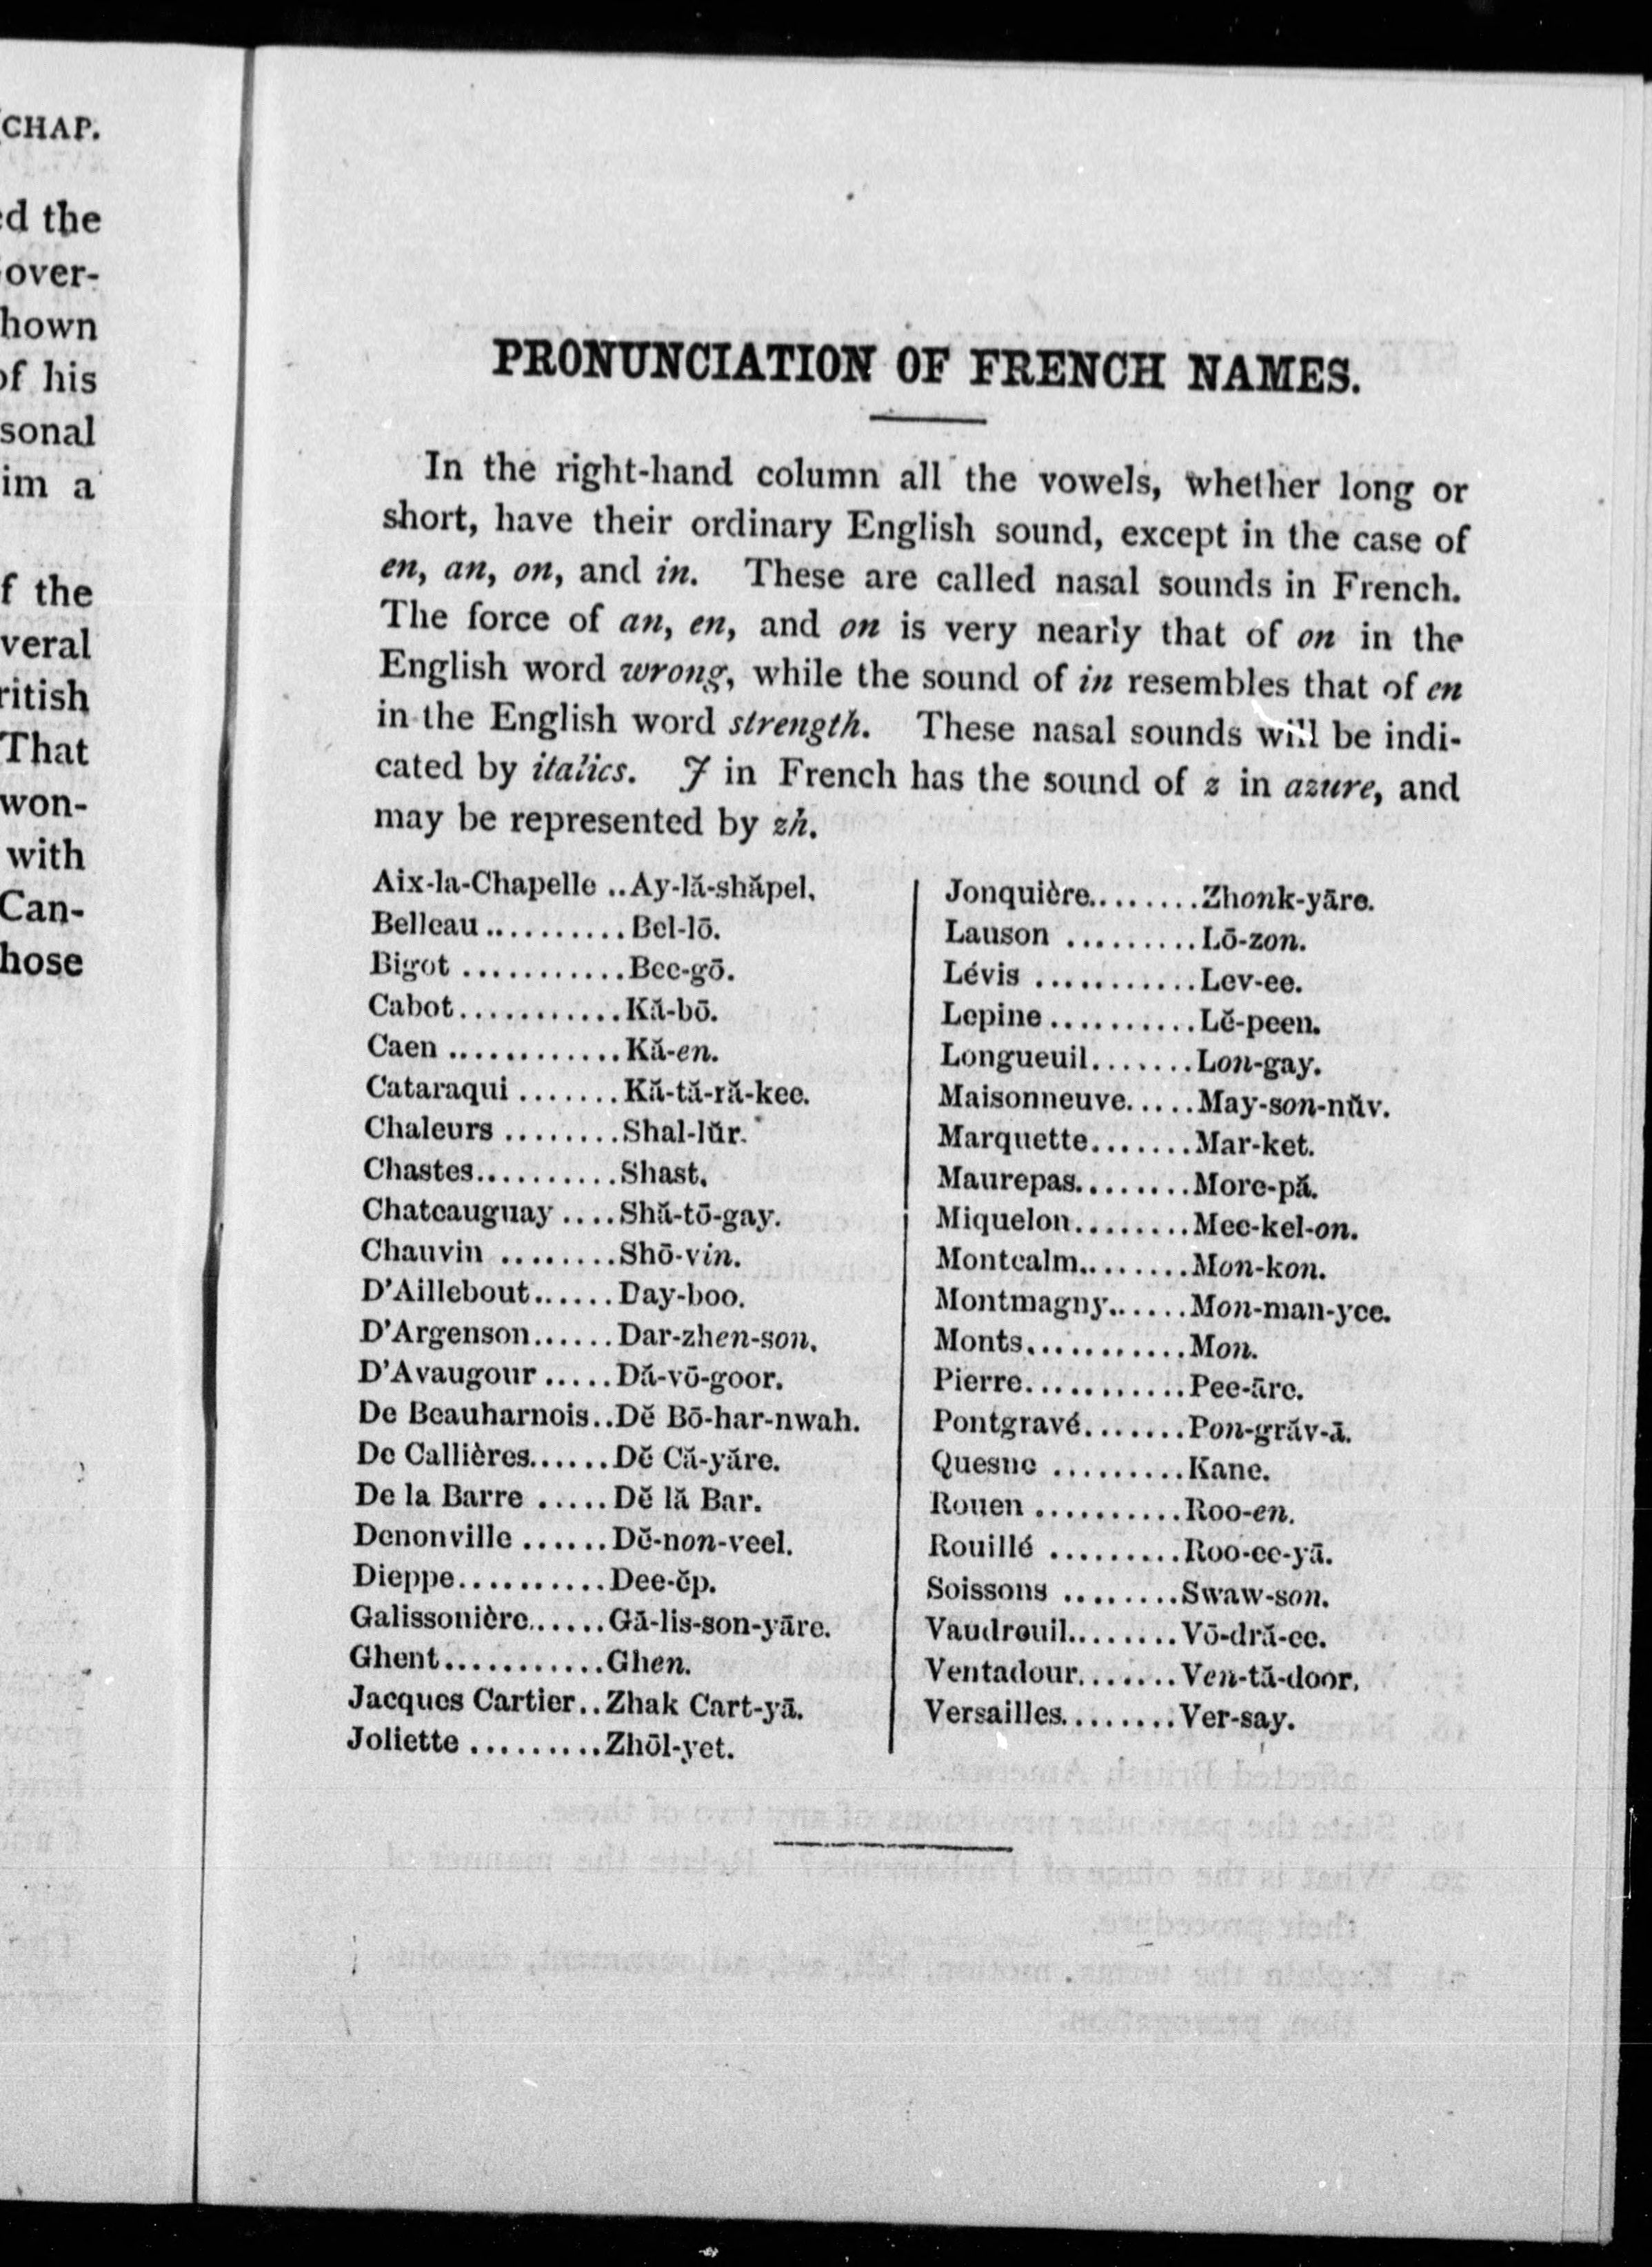 CHAP.
ed the
over-
hown
of his
sonal
im a
f the
veral
ritish
That
won-
with
Can-
hose
PRONUNCIATION OF FRENCH NAMES.
In the right-hand column all the vowels, whether long or
short, have their ordinary English sound, except in the case of
en, an, on, and in. These are called nasal sounds in French.
The force of an, en, and on is very nearly that of on in the
English word wrong, while the sound of in resembles that of en
in the English word strength. These nasal sounds will be indi-
cated by italics. J in French has the sound of z in azure, and
may be represented by zh.
Aix-la-Chapelle ..Ay-lă-shăpel.
Belleau ..........Bel-lō.
Bigot ...........Bee-gō.
Cabot...........Kă-bō.
Caen ............Kă-en.
Cataraqui .......Kă-tă-ră-kee.
Chaleurs ........Shal-lŭr.
Chastes..........Shast.
Chateauguay ....Shă-tō-gay.
Chauvin ........Shō-vin.
D'Aillebout......Day-boo.
D'Argenson......Dar-zhen-son.
D'Avaugour .....Dă-vō-goor.
De Beauharnois..Dĕ Bō-har-nwah.
De Callières......Dĕ Că-yăre.
De la Barre .....Dĕ lă Bar.
Denonville ......Dĕ-non-veel.
Dieppe..........Dee-ĕp.
Galissonière......Gă-lis-son-yāre.
Ghent...........Ghen.
Jacques Cartier..Zhak Cart-yā.
Joliette .........Zhōl-yet.
Jonquière........Zhonk-yāre.
Lauson .........Lō-zon.
Lévis ...........Lev-ee.
Lepine ..........Lĕ-peen.
Longueuil.......Lon-gay.
Maisonneuve.....May-son-nŭv.
Marquette.......Mar-ket.
Maurepas........More-pă.
Miquelon........Mee-kel-on.
Montcalm........Mon-kon.
Montmagny......Mon-man-yee.
Monts...........Mon.
Pierre...........Pee-āre.
Pontgravé.......Pon-grăv-ā.
Quesne .........Kane.
Rouen ..........Roo-en.
Rouillé .........Roo-ee-yā.
Soissons ........Swaw-son.
Vaudreuil........Vō-dră-ee.
Ventadour.......Ven-tă-door.
Versailles........Ver-say.